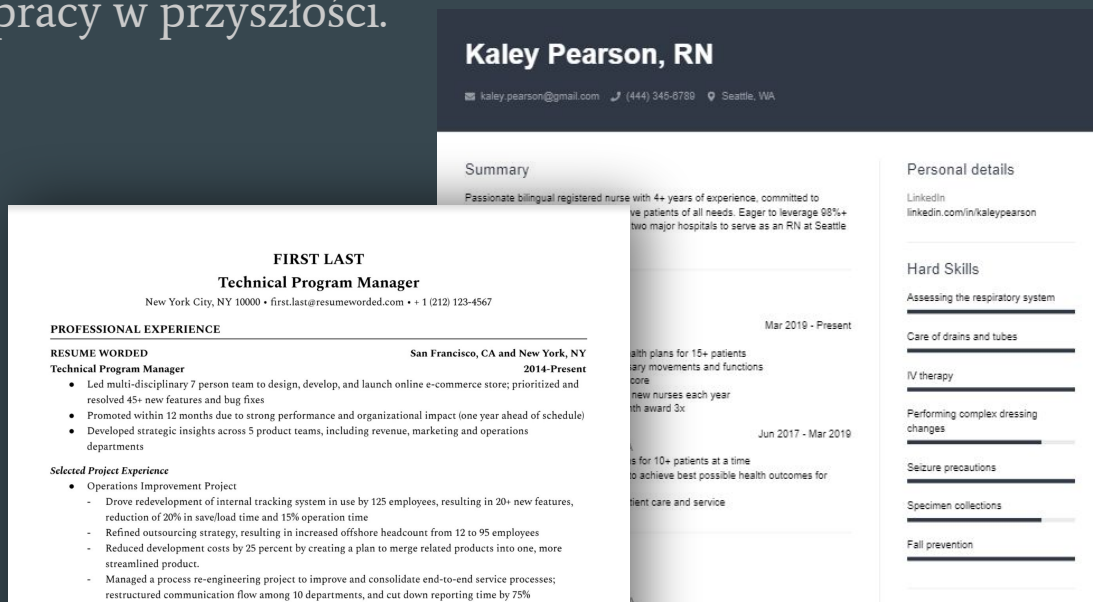 pracy w przyszłości.
Kaley Pearson, RN
kaley.pearson@gmail.com (444) 345-6789 Seattle, WA
Summary
Passionate bilingual registered nurse with 4+ years of experience, committed to
ve patients of all needs. Eager to leverage 98%+
two major hospitals to serve as an RN at Seattle
Mar 2019 - Present
alth plans for 15+ patients
ary movements and functions
core
new nurses each year
nth award 3x
Jun 2017 - Mar 2019
s for 10+ patients at a time
to achieve best possible health outcomes for
tient care and service
Personal details
LinkedIn
linkedin.com/in/kaleypearson
Hard Skills
Assessing the respiratory system
Care of drains and tubes
IV therapy
Performing complex dressing
changes
Seizure precautions
Specimen collections
Fall prevention
FIRST LAST
Technical Program Manager
New York City, NY 10000 • first.last@resumeworded.com • + 1 (212) 123-4567
PROFESSIONAL EXPERIENCE
RESUME WORDED San Francisco, CA and New York, NY
Technical Program Manager 2014-Present
● Led multi-disciplinary 7 person team to design, develop, and launch online e-commerce store; prioritized and
resolved 45+ new features and bug fixes
● Promoted within 12 months due to strong performance and organizational impact (one year ahead of schedule)
● Developed strategic insights across 5 product teams, including revenue, marketing and operations
departments
Selected Project Experience
● Operations Improvement Project
- Drove redevelopment of internal tracking system in use by 125 employees, resulting in 20+ new features,
reduction of 20% in save/load time and 15% operation time
- Refined outsourcing strategy, resulting in increased offshore headcount from 12 to 95 employees
- Reduced development costs by 25 percent by creating a plan to merge related products into one, more
streamlined product.
- Managed a process re-engineering project to improve and consolidate end-to-end service processes;
restructured communication flow among 10 departments, and cut down reporting time by 75%